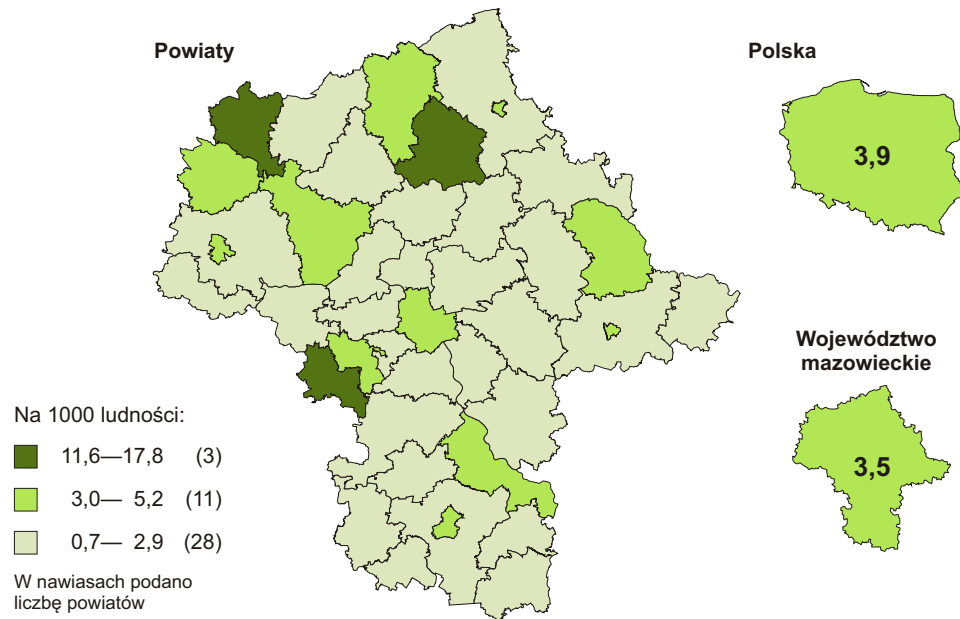 Powiaty
Polska
3,9
Województwo
mazowieckie
3,5
Na 1000 ludności:
11,6—17,8 (3)
3,0— 5,2 (11)
0,7— 2,9 (28)
W nawiasach podano
liczbę powiatów